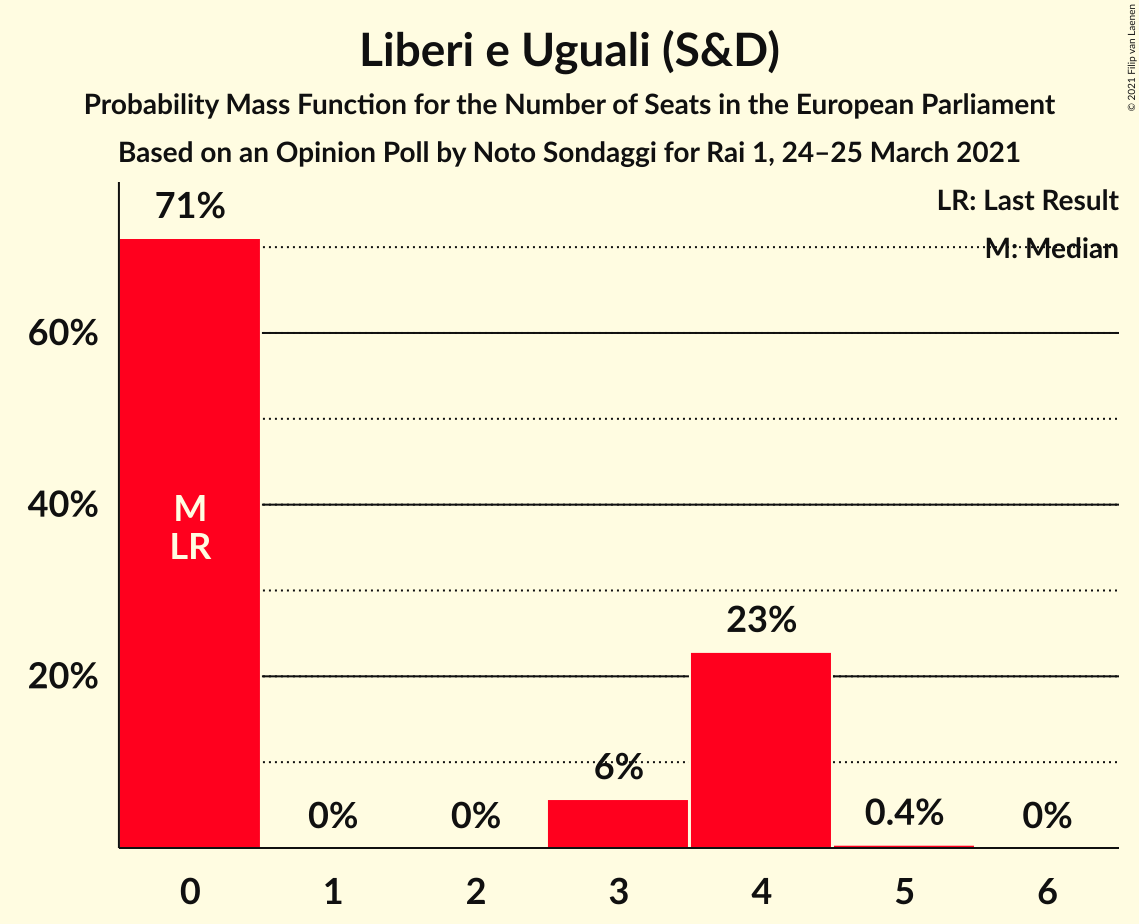 Liberi e Uguali (S&D)
Probability Mass Function for the Number of Seats in the European Parliament
Based on an Opinion Poll by Noto Sondaggi for Rai 1, 24–25 March 2021
© 2021 Filip van Laenen
LR: Last Result
M: Median
71%
60%
40%
20%
M
LR
0%
0%
6%
23%
0.4%
0%
0 1 2 3 4 5 6